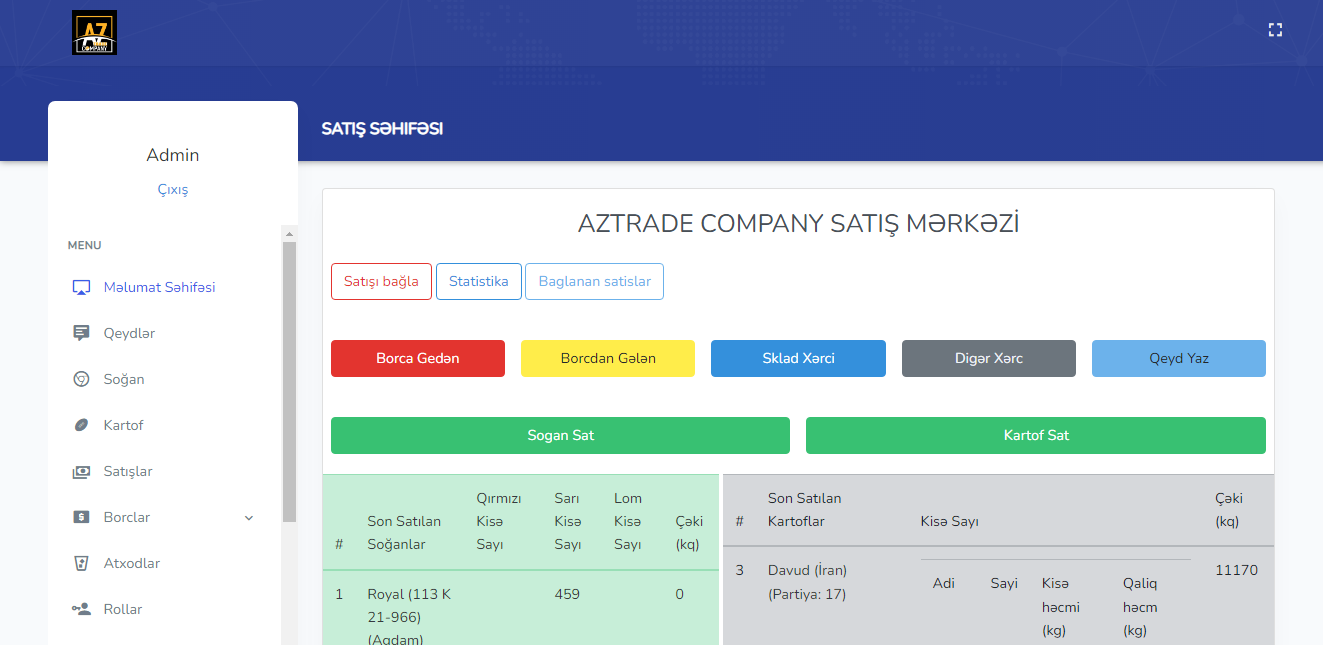 AZ
COMPANY
SATIŞ SƏHIFƏSI
Admin
Çıxış
MENU
Məlumat Səhifəsi
Qeydlər
Soğan
Kartof
Satışlar
Borclar
Atxodlar
Rollar
AZTRADE COMPANY SATIŞ MƏRKƏZİ
Satışı bağla
Statistika
Baglanan satislar
Borca Gedən
Borcdan Gələn
Sklad Xərci
Digər Xərc
Qeyd Yaz
Sogan Sat
Kartof Sat
#
Son Satılan
Soğanlar
Qırmızı
Kisə
Sayı
Sarı
Kisə
Sayı
Lom
Kisə
Sayı
Çəki
(kq)
1
Royal (113 K
21-966)
(Agdam)
459
0
#
Son Satılan
Kartoflar
Kisə Sayı
Çəki
(kq)
3
Davud (İran)
(Partiya: 17)
Adi
Sayi
Kisə
həcmi
(kg)
Qaliq
həcm
(kg)
11170